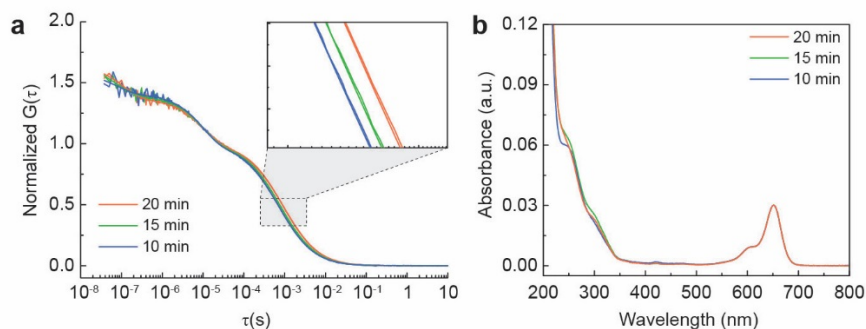 a
Normalized G(τ)
2.0
1.5
1.0
0.5
0.0
20 min
15 min
10 min
10⁻⁸ 10⁻⁷ 10⁻⁶ 10⁻⁵ 10⁻⁴ 10⁻³ 10⁻² 10⁻¹ 1 10
τ(s)
b
Absorbance (a.u.)
0.12
0.09
0.06
0.03
0.00
20 min
15 min
10 min
200 300 400 500 600 700 800
Wavelength (nm)